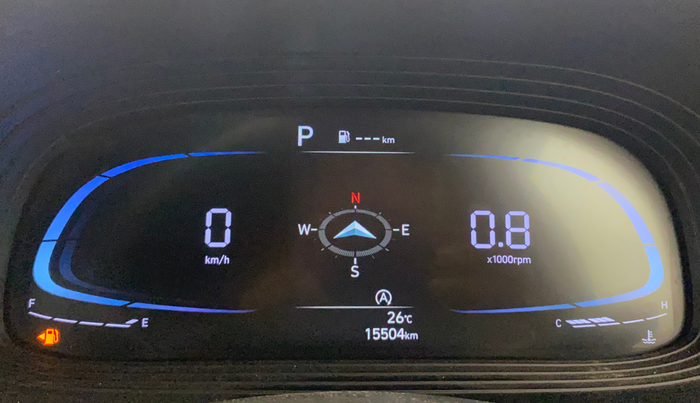 P --- km
N
0 W E 0.8
km/h S x1000rpm
A
F E 26°c C H
15504km